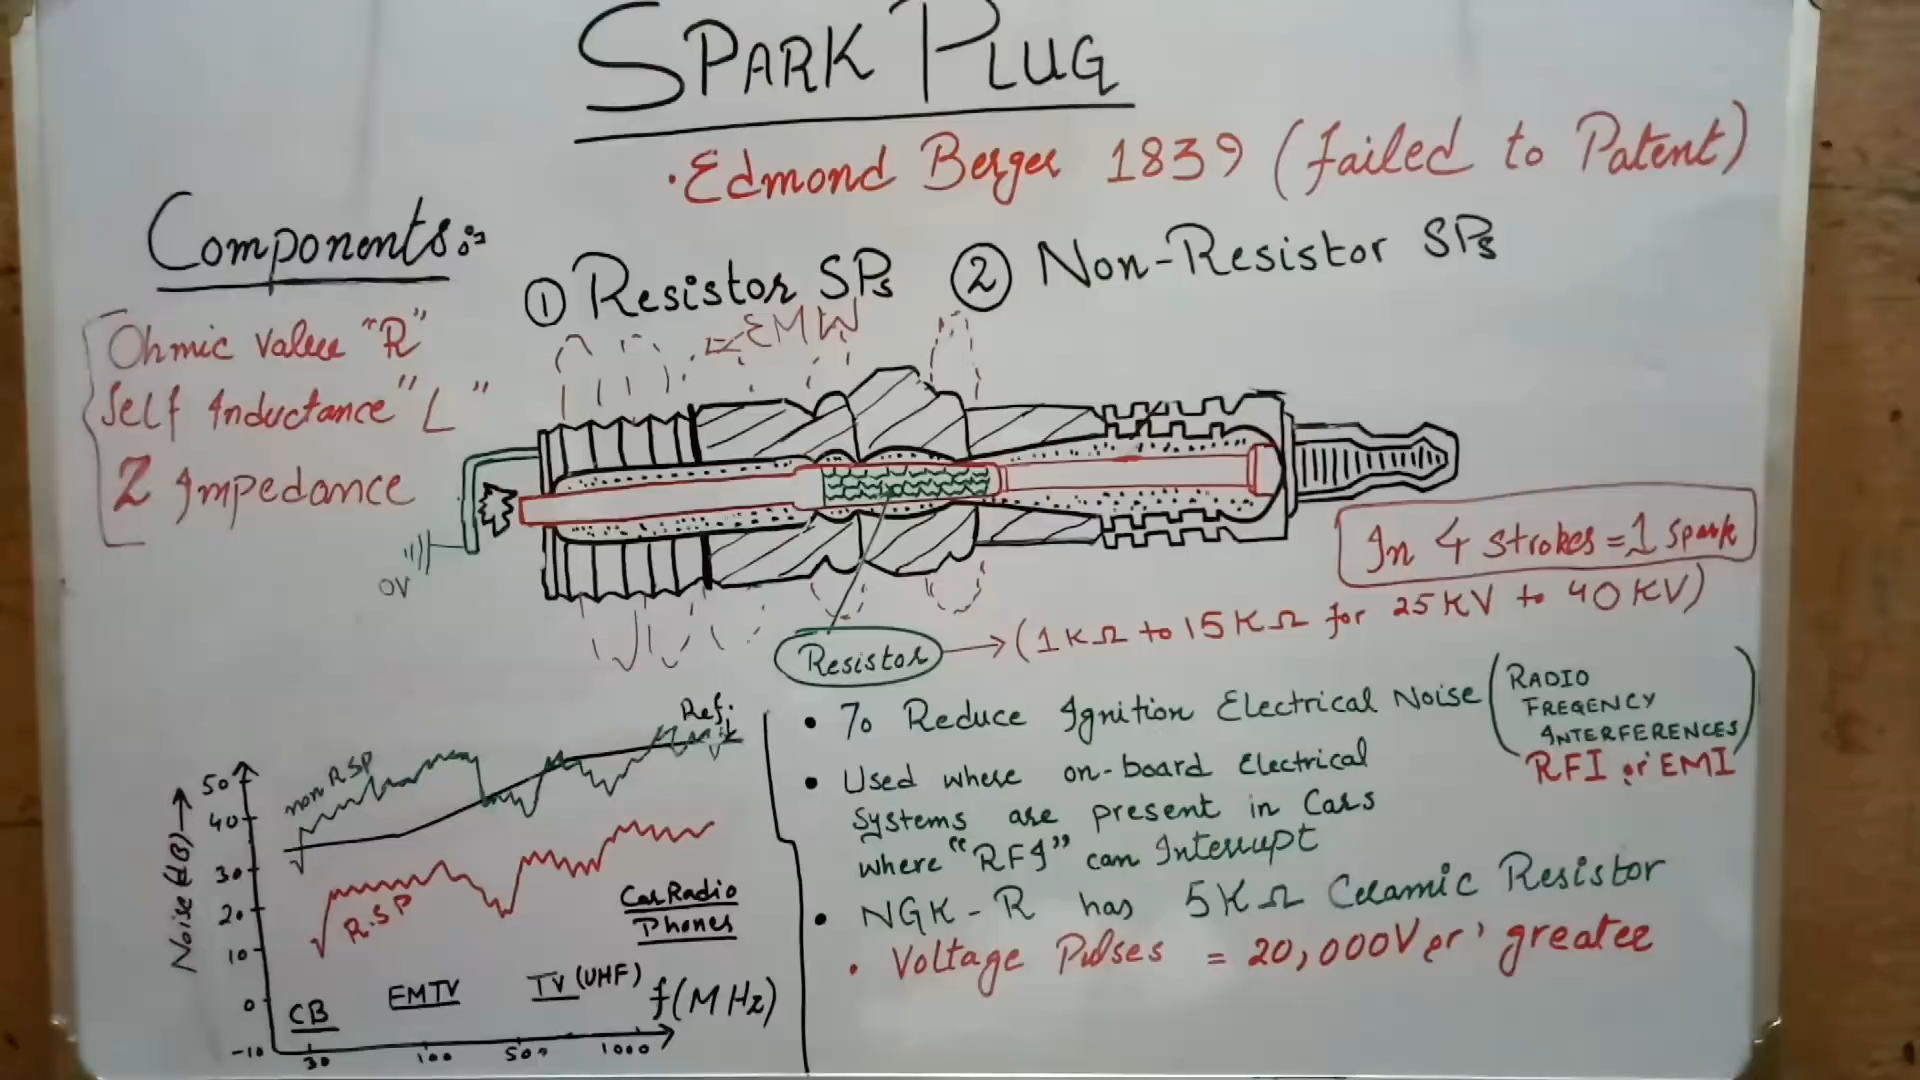 SPARK PLUG
• Edmond Berger 1839 (failed to Patent)
Components:-
① Resistor SPs ② Non-Resistor SPs
EMW
Ohmic Value "R"
Self Inductance "L"
Z Impedance
0V
In 4 Strokes = 1 Spark
Resistor → (1KΩ to 15KΩ for 25KV to 40KV)
• To Reduce Ignition Electrical Noise (RADIO
FREQENCY
INTERFERENCES)
RFI or EMI
• Used where on-board Electrical
Systems are present in Cars
where "RFI" can Interrupt
• NGK-R has 5KΩ Ceramic Resistor
• Voltage Pulses = 20,000V or' greater
Noise (dB) →
50
40
30
20
10
0
-10
non RSP
Ref.
R.SP
Car Radio
Phones
CB
EMTV
TV (UHF)
f(MHz)
30 100 500 1000